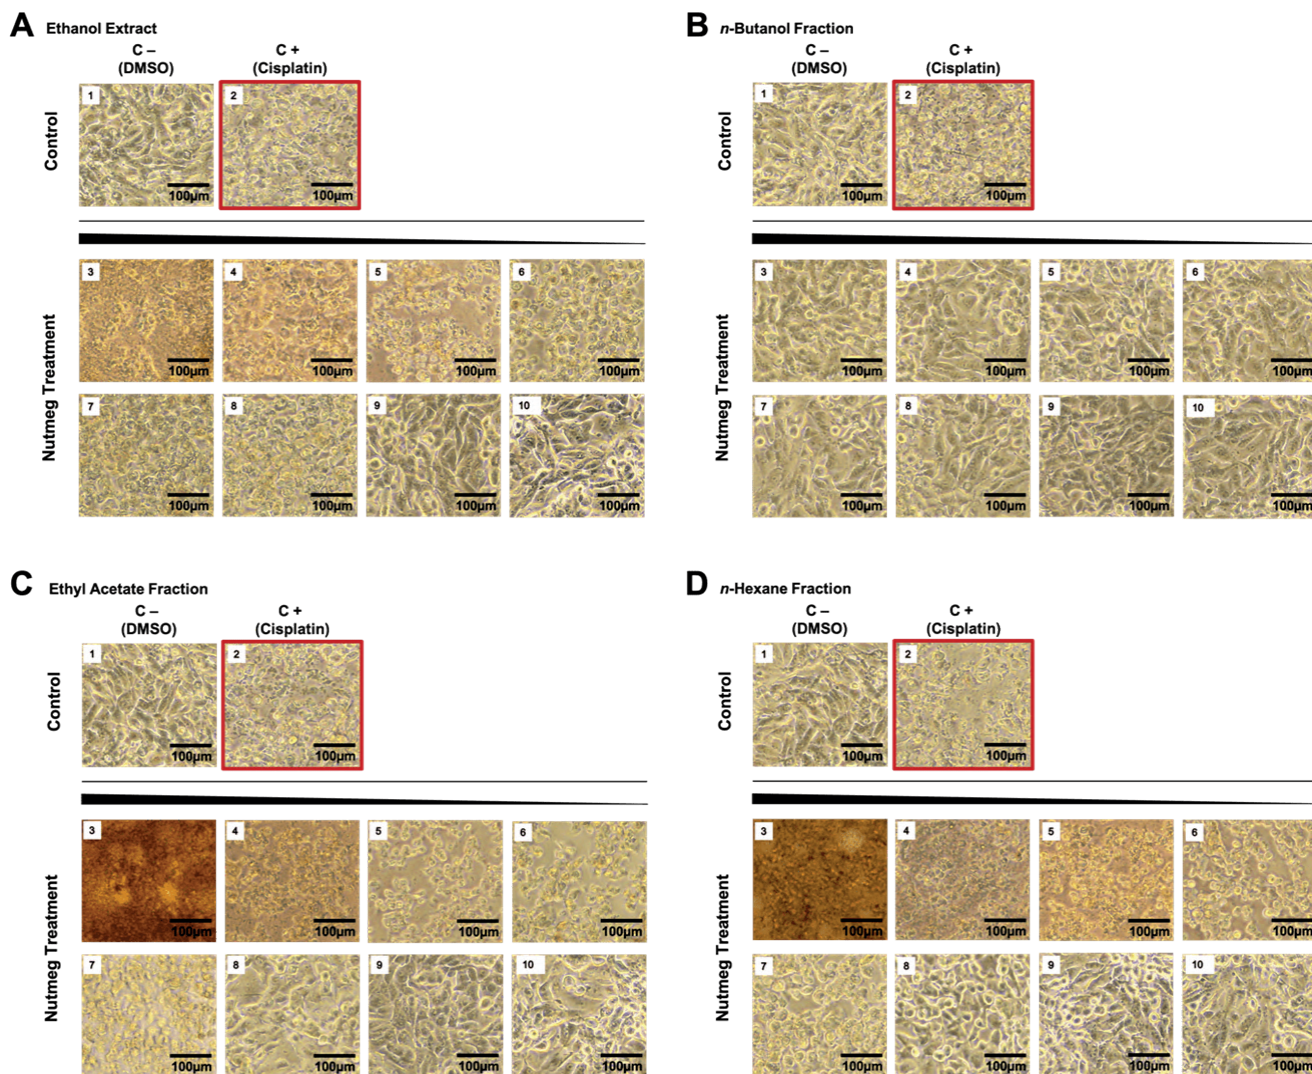 A Ethanol Extract
C – (DMSO)
C + (Cisplatin)
Control
1
100µm
2
100µm
Nutmeg Treatment
3
100µm
4
100µm
5
100µm
6
100µm
7
100µm
8
100µm
9
100µm
10
100µm
B n-Butanol Fraction
C – (DMSO)
C + (Cisplatin)
Control
1
100µm
2
100µm
Nutmeg Treatment
3
100µm
4
100µm
5
100µm
6
100µm
7
100µm
8
100µm
9
100µm
10
100µm
C Ethyl Acetate Fraction
C – (DMSO)
C + (Cisplatin)
Control
1
100µm
2
100µm
Nutmeg Treatment
3
100µm
4
100µm
5
100µm
6
100µm
7
100µm
8
100µm
9
100µm
10
100µm
D n-Hexane Fraction
C – (DMSO)
C + (Cisplatin)
Control
1
100µm
2
100µm
Nutmeg Treatment
3
100µm
4
100µm
5
100µm
6
100µm
7
100µm
8
100µm
9
100µm
10
100µm